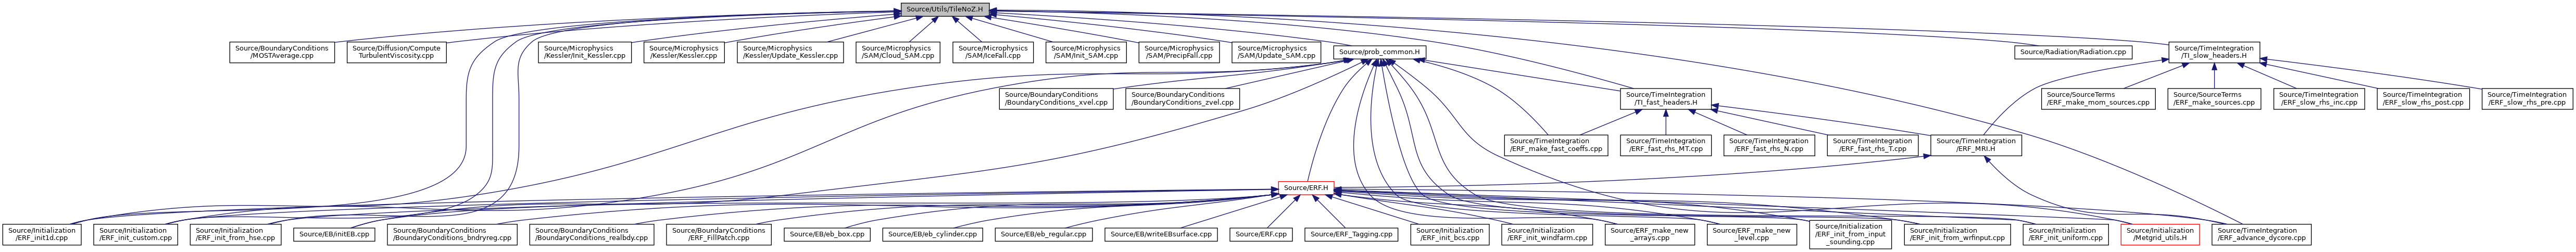 Source/Utils/TileNoZ.H
Source/BoundaryConditions
/MOSTAverage.cpp
Source/Diffusion/Compute
TurbulentViscosity.cpp
Source/Microphysics
/Kessler/Init_Kessler.cpp
Source/Microphysics
/Kessler/Kessler.cpp
Source/Microphysics
/Kessler/Update_Kessler.cpp
Source/Microphysics
/SAM/Cloud_SAM.cpp
Source/Microphysics
/SAM/IceFall.cpp
Source/Microphysics
/SAM/Init_SAM.cpp
Source/Microphysics
/SAM/PrecipFall.cpp
Source/Microphysics
/SAM/Update_SAM.cpp
Source/prob_common.H
Source/Radiation/Radiation.cpp
Source/TimeIntegration
/TI_slow_headers.H
Source/BoundaryConditions
/BoundaryConditions_xvel.cpp
Source/BoundaryConditions
/BoundaryConditions_zvel.cpp
Source/TimeIntegration
/TI_fast_headers.H
Source/SourceTerms
/ERF_make_mom_sources.cpp
Source/SourceTerms
/ERF_make_sources.cpp
Source/TimeIntegration
/ERF_slow_rhs_inc.cpp
Source/TimeIntegration
/ERF_slow_rhs_post.cpp
Source/TimeIntegration
/ERF_slow_rhs_pre.cpp
Source/TimeIntegration
/ERF_make_fast_coeffs.cpp
Source/TimeIntegration
/ERF_fast_rhs_MT.cpp
Source/TimeIntegration
/ERF_fast_rhs_N.cpp
Source/TimeIntegration
/ERF_fast_rhs_T.cpp
Source/TimeIntegration
/ERF_MRI.H
Source/ERF.H
Source/Initialization
/ERF_init1d.cpp
Source/Initialization
/ERF_init_custom.cpp
Source/Initialization
/ERF_init_from_hse.cpp
Source/EB/initEB.cpp
Source/BoundaryConditions
/BoundaryConditions_bndryreg.cpp
Source/BoundaryConditions
/BoundaryConditions_realbdy.cpp
Source/BoundaryConditions
/ERF_FillPatch.cpp
Source/EB/eb_box.cpp
Source/EB/eb_cylinder.cpp
Source/EB/eb_regular.cpp
Source/EB/writeEBsurface.cpp
Source/ERF.cpp
Source/ERF_Tagging.cpp
Source/Initialization
/ERF_init_bcs.cpp
Source/Initialization
/ERF_init_windfarm.cpp
Source/ERF_make_new
_arrays.cpp
Source/ERF_make_new
_level.cpp
Source/Initialization
/ERF_init_from_input
_sounding.cpp
Source/Initialization
/ERF_init_from_wrfinput.cpp
Source/Initialization
/ERF_init_uniform.cpp
Source/Initialization
/Metgrid_utils.H
Source/TimeIntegration
/ERF_advance_dycore.cpp